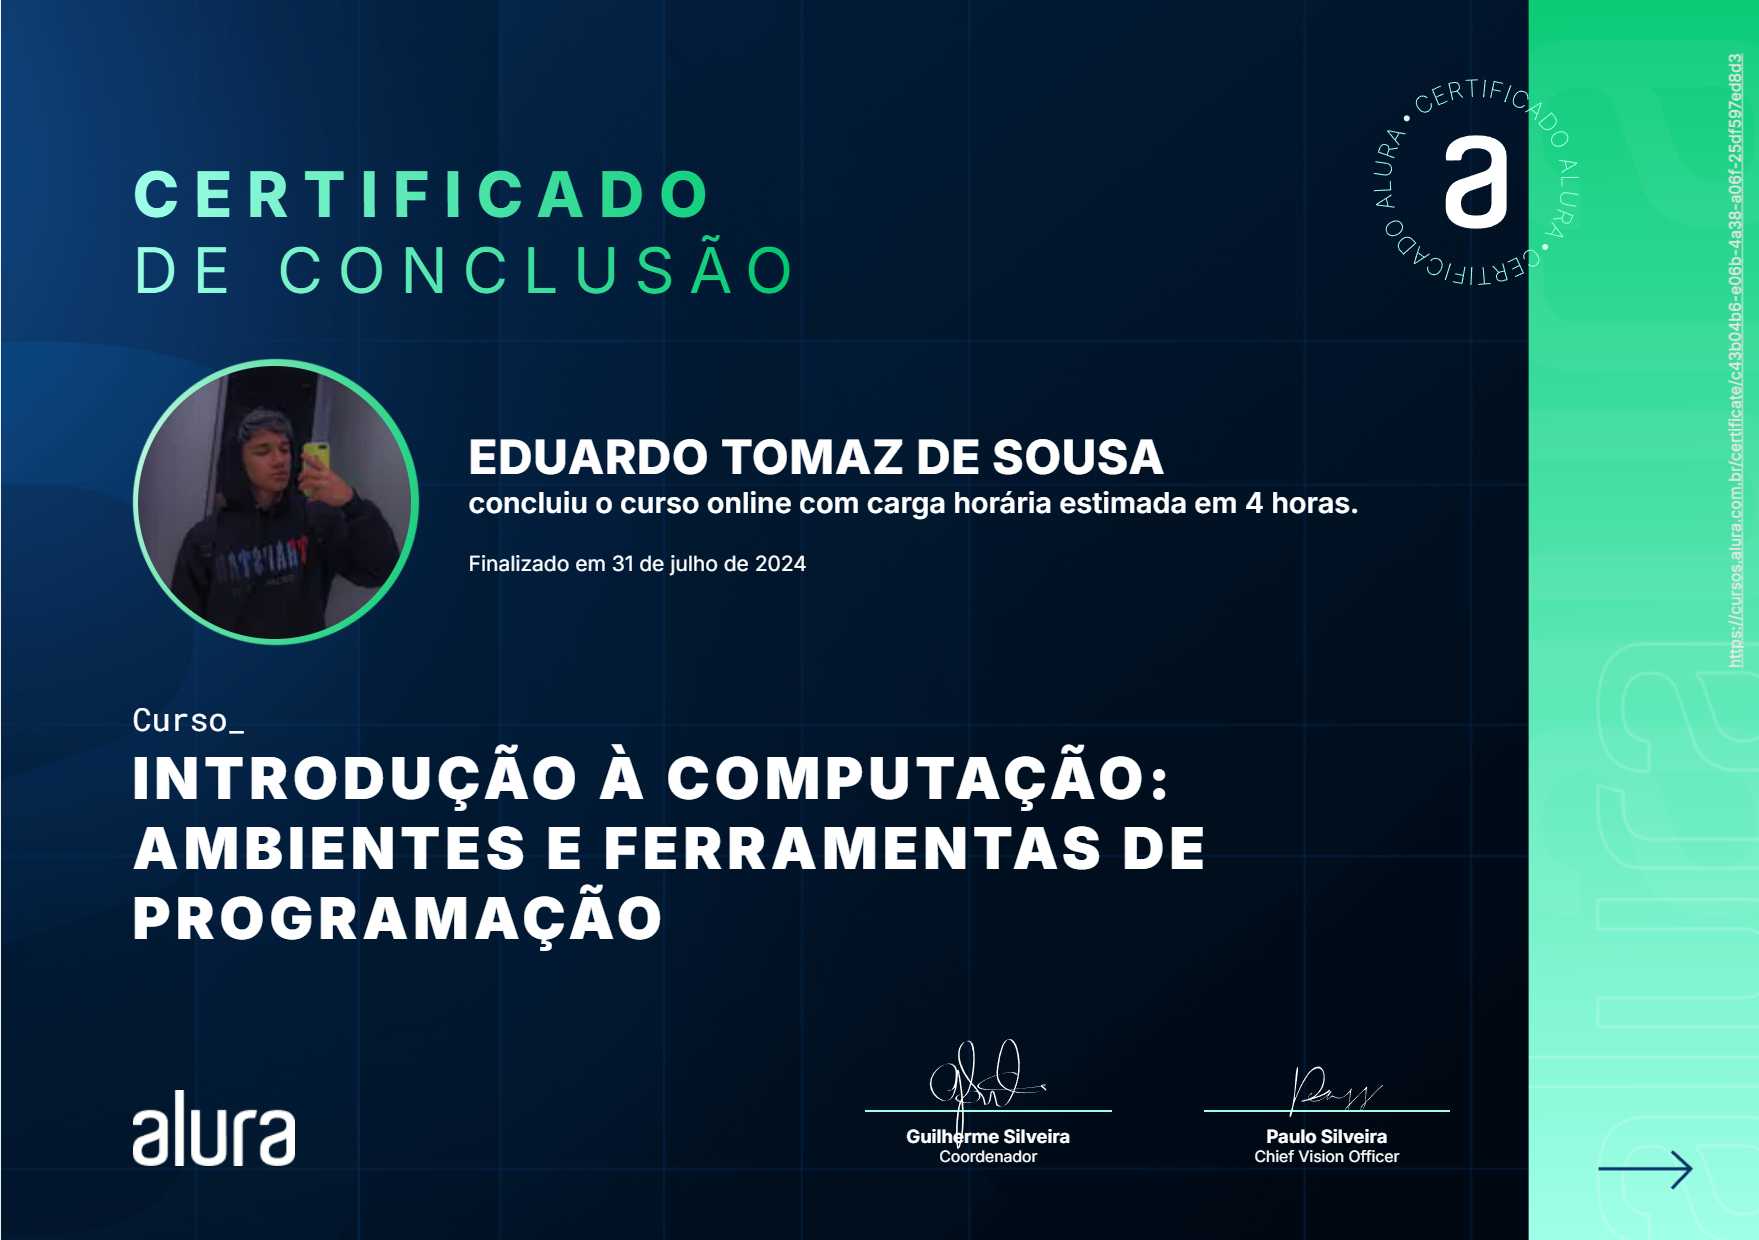 CERTIFICADO
DE CONCLUSÃO
CERTIFICADO ALURA • CERTIFICADO ALURA •
a
EDUARDO TOMAZ DE SOUSA
concluiu o curso online com carga horária estimada em 4 horas.
Finalizado em 31 de julho de 2024
Curso_
INTRODUÇÃO À COMPUTAÇÃO:
AMBIENTES E FERRAMENTAS DE
PROGRAMAÇÃO
alura
Guilherme Silveira
Coordenador
Paulo Silveira
Chief Vision Officer
https://cursos.alura.com.br/certificate/c43b04b6-e06b-4a38-a06f-25df597ed8d3
alura